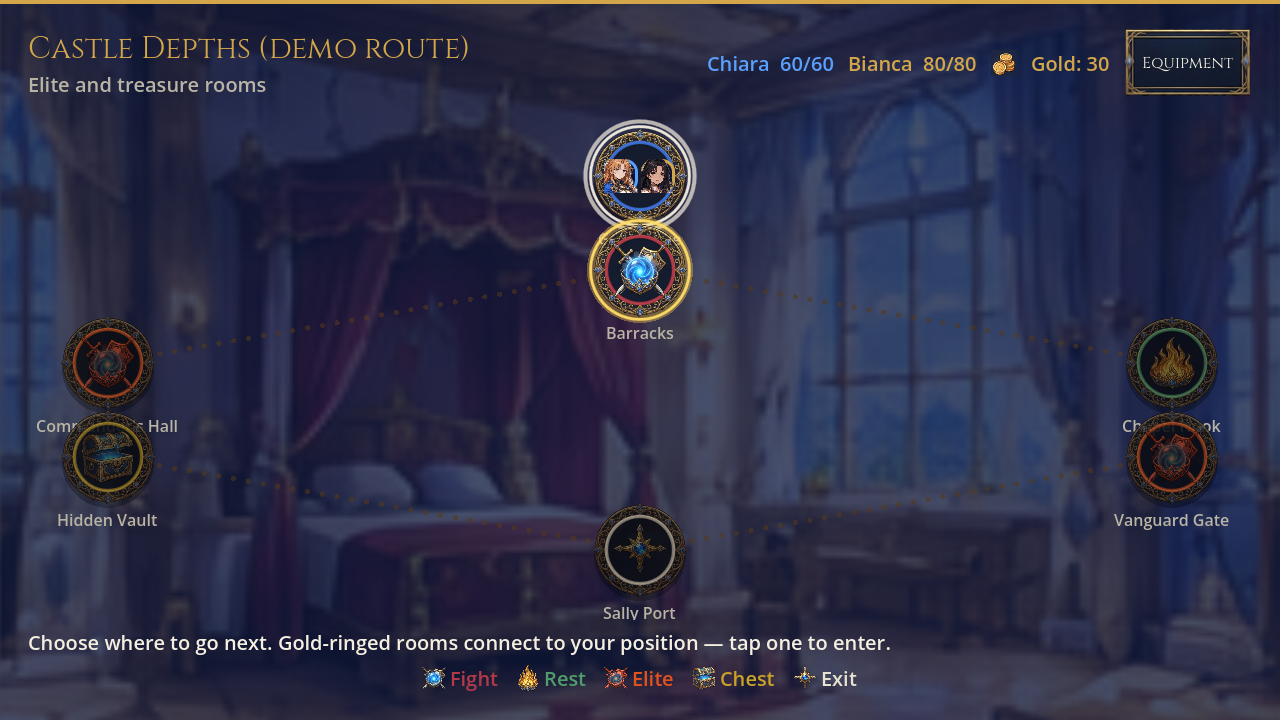 Castle Depths (demo route)
Elite and treasure rooms
Chiara 60/60 Bianca 80/80 Gold: 30
Equipment
Barracks
Hall
Hidden Vault
Vanguard Gate
Sally Port
Choose where to go next. Gold-ringed rooms connect to your position — tap one to enter.
Fight Rest Elite Chest Exit